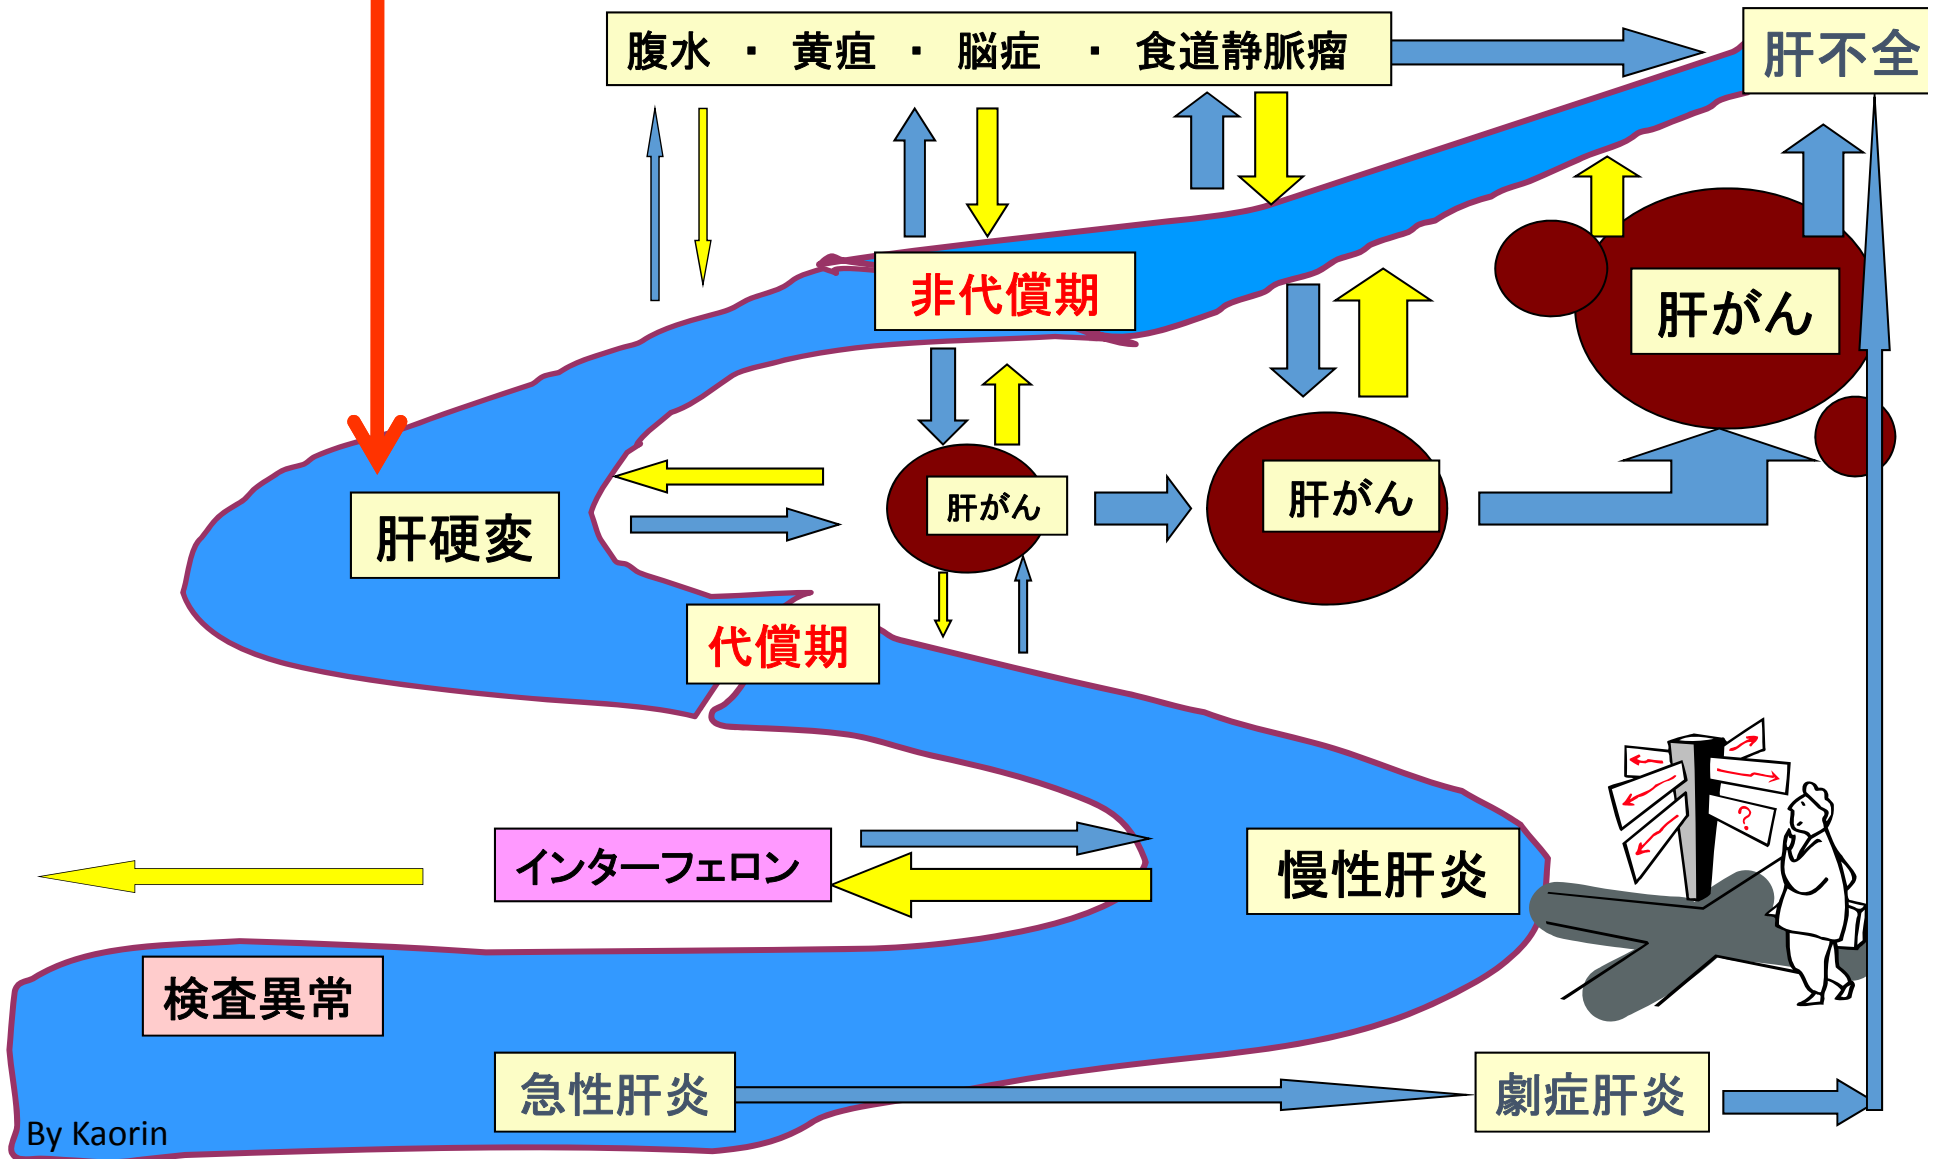 腹水 ・ 黄疸 ・ 脳症 ・ 食道静脈瘤
肝不全
非代償期
肝がん
肝がん
肝がん
肝硬変
代償期
インターフェロン
慢性肝炎
?
検査異常
急性肝炎
劇症肝炎
By Kaorin